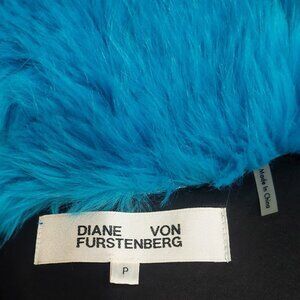 DIANE VON
FURSTENBERG
P
Made In China